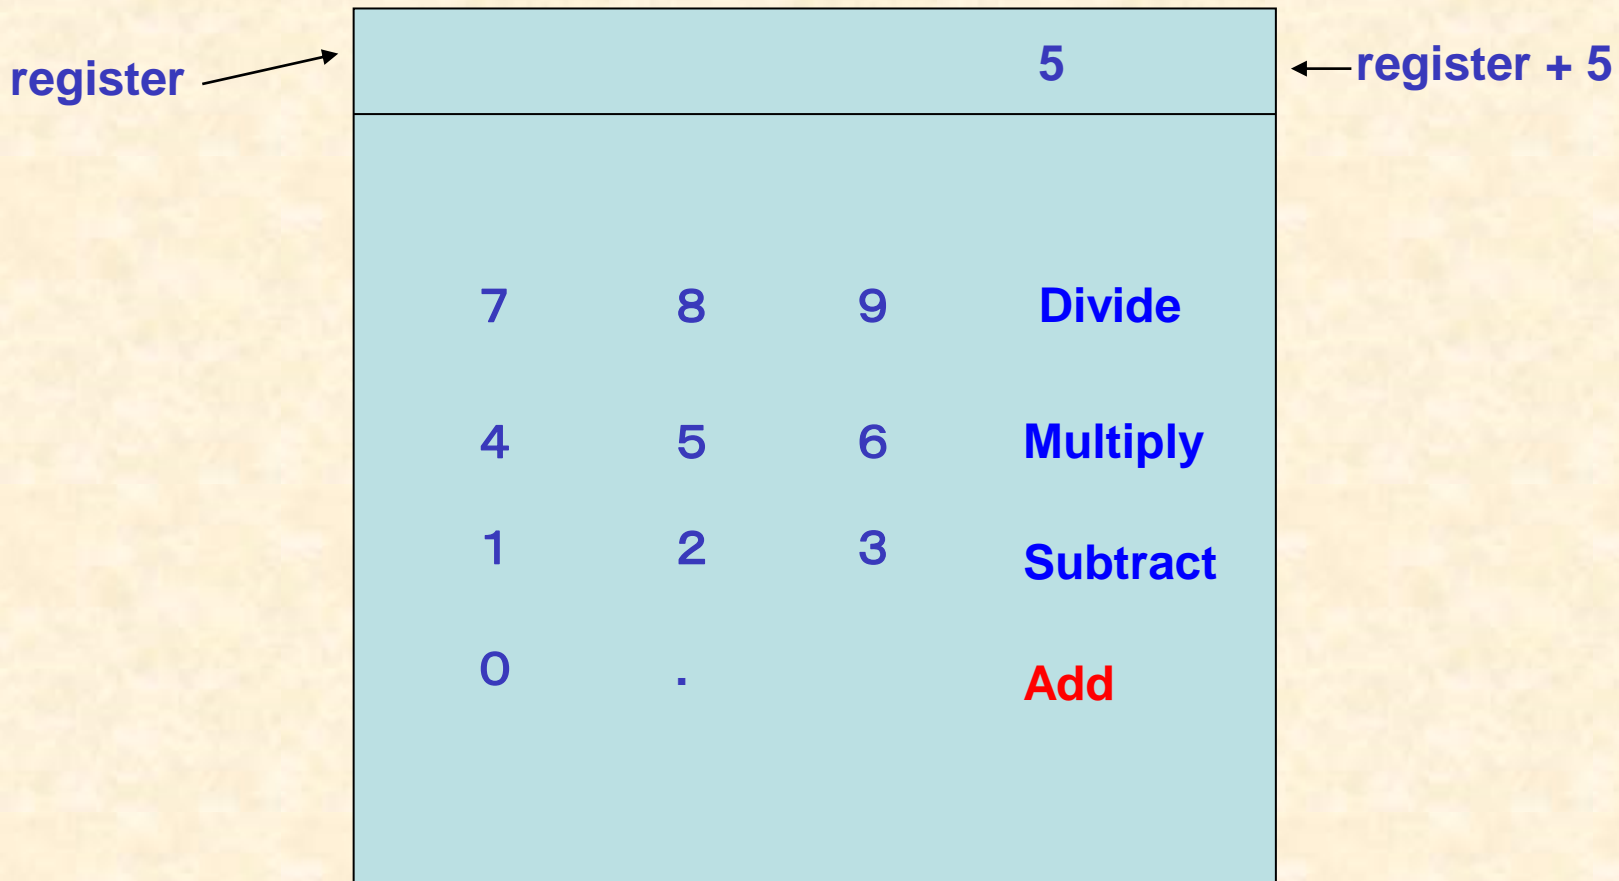 register 5 register + 5
7 8 9 Divide
4 5 6 Multiply
1 2 3 Subtract
0 . Add